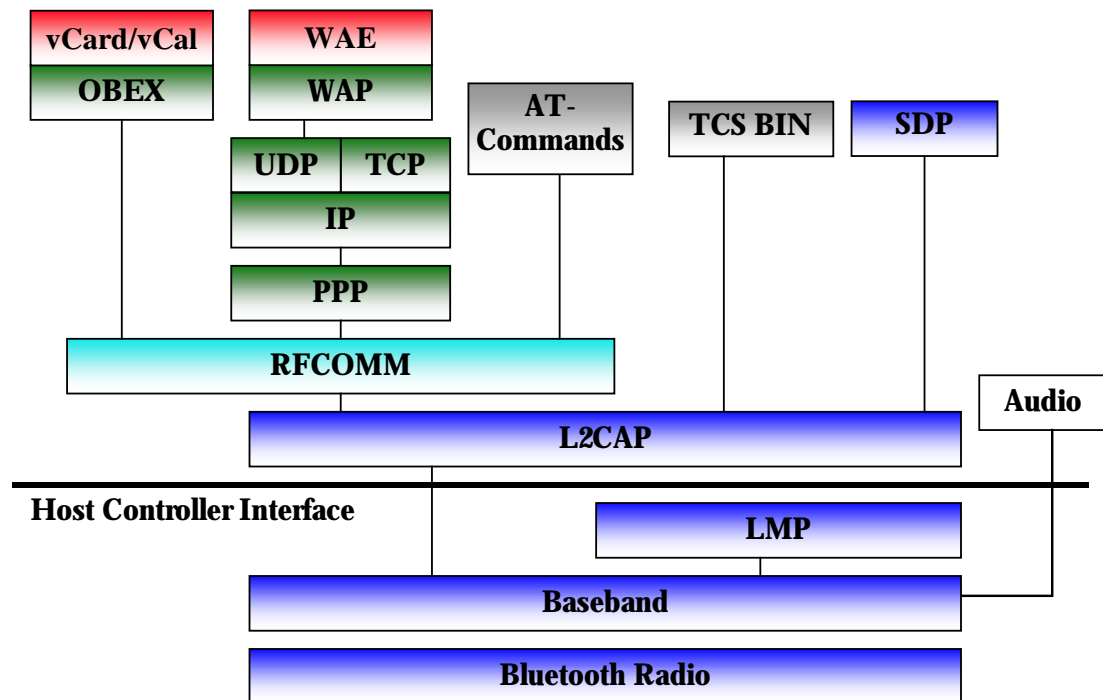 vCard/vCal
OBEX
WAE
WAP
UDP
TCP
IP
PPP
AT-
Commands
TCS BIN
SDP
RFCOMM
L2CAP
Audio
Host Controller Interface
LMP
Baseband
Bluetooth Radio